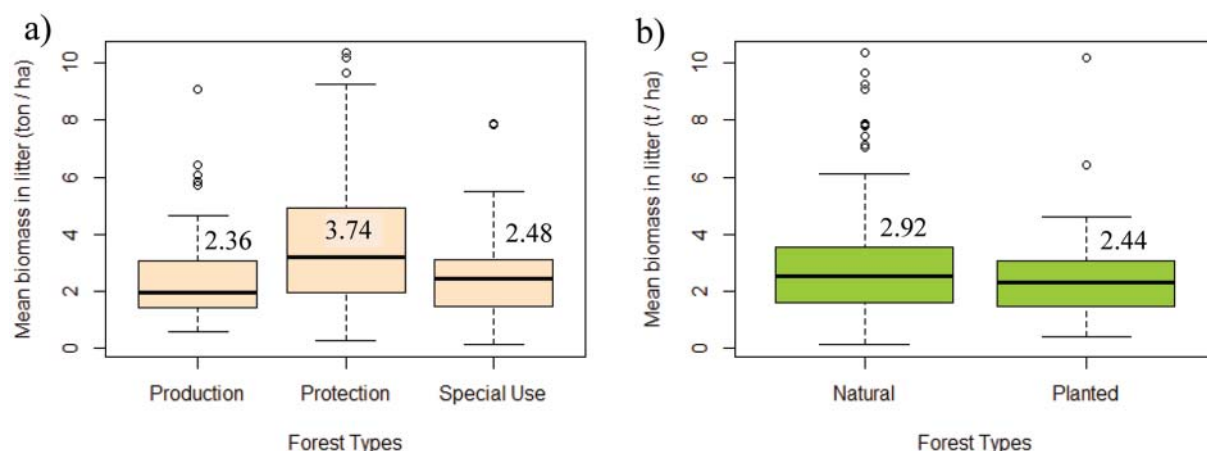 a)
Mean biomass in litter (ton / ha)
10
8
6
4
2
0
2.36
3.74
2.48
Production
Protection
Special Use
Forest Types
b)
Mean biomass in litter (t / ha)
10
8
6
4
2
0
2.92
2.44
Natural
Planted
Forest Types